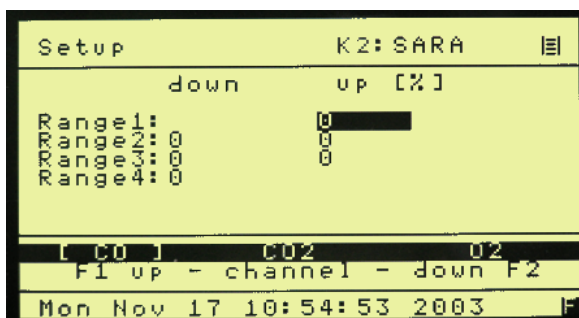 Setup K2:SARA
down up [%]
Range1: 0
Range2:0 0
Range3:0 0
Range4:0
[ CO ] CO2 O2
F1 up - channel - down F2
Mon Nov 17 10:54:53 2003